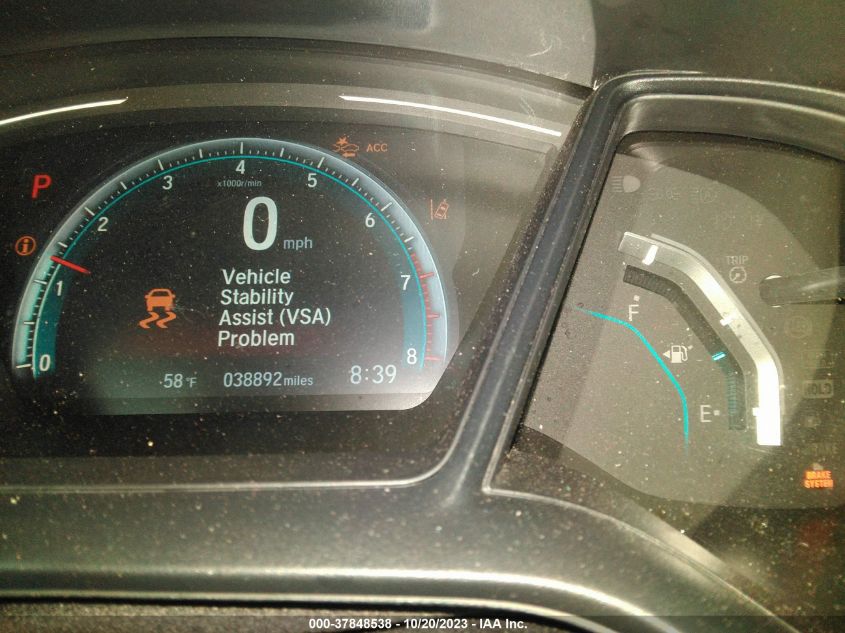 ACC
P
4
3
5
x1000r/min
2
6
0 mph
1
7
Vehicle
Stability
Assist (VSA)
Problem
0
8
58°F
038892 miles
8:39
TRIP
F
E
HOLD
BRAKE
SYSTEM
000-37848538 - 10/20/2023 - IAA Inc.